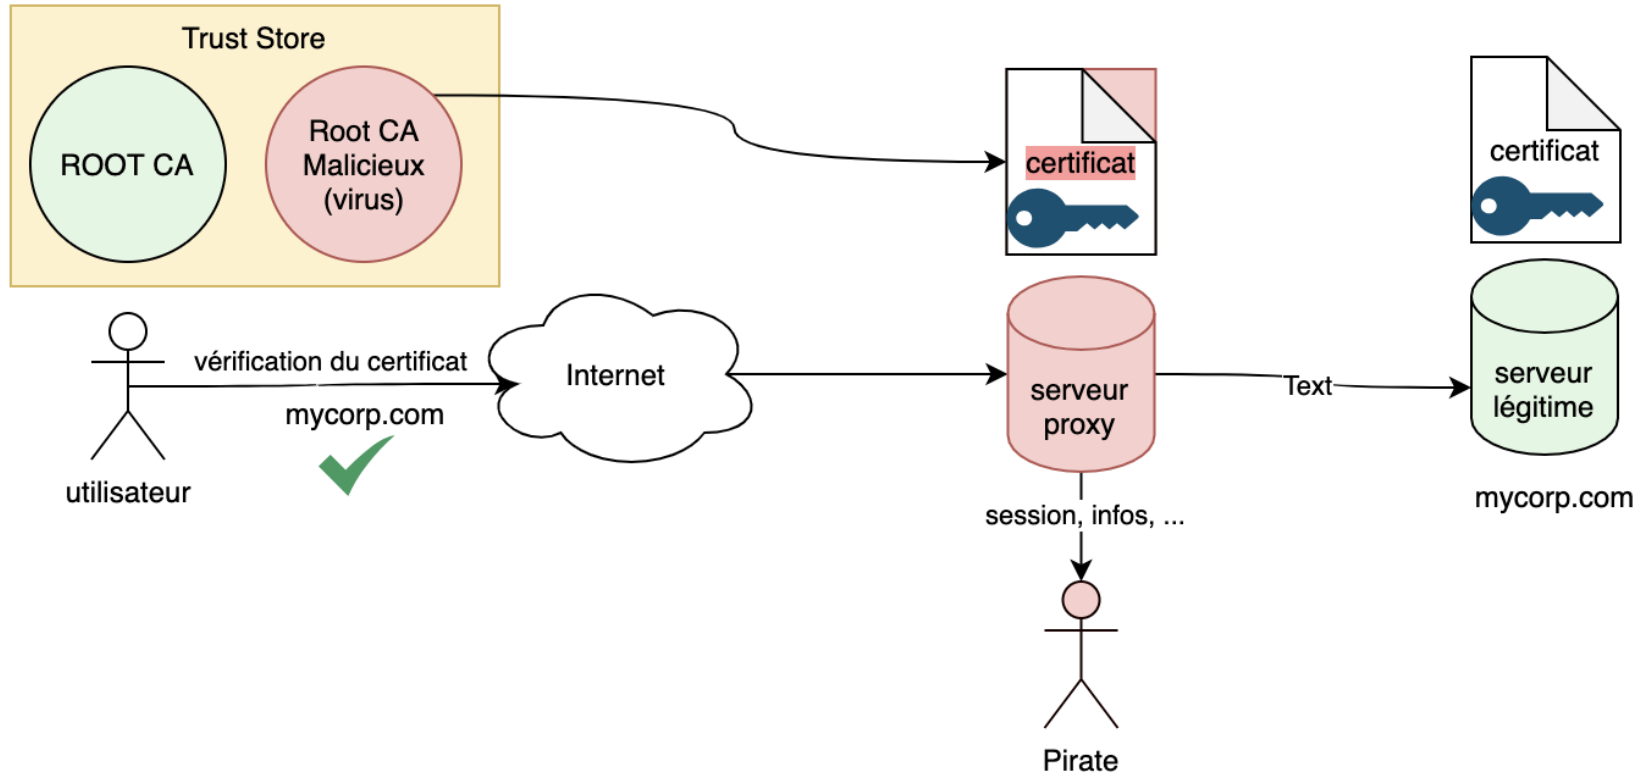 Trust Store
ROOT CA
Root CA
Malicieux
(virus)
certificat
certificat
vérification du certificat
mycorp.com
Internet
serveur
proxy
Text
serveur
légitime
utilisateur
mycorp.com
session, infos, ...
Pirate